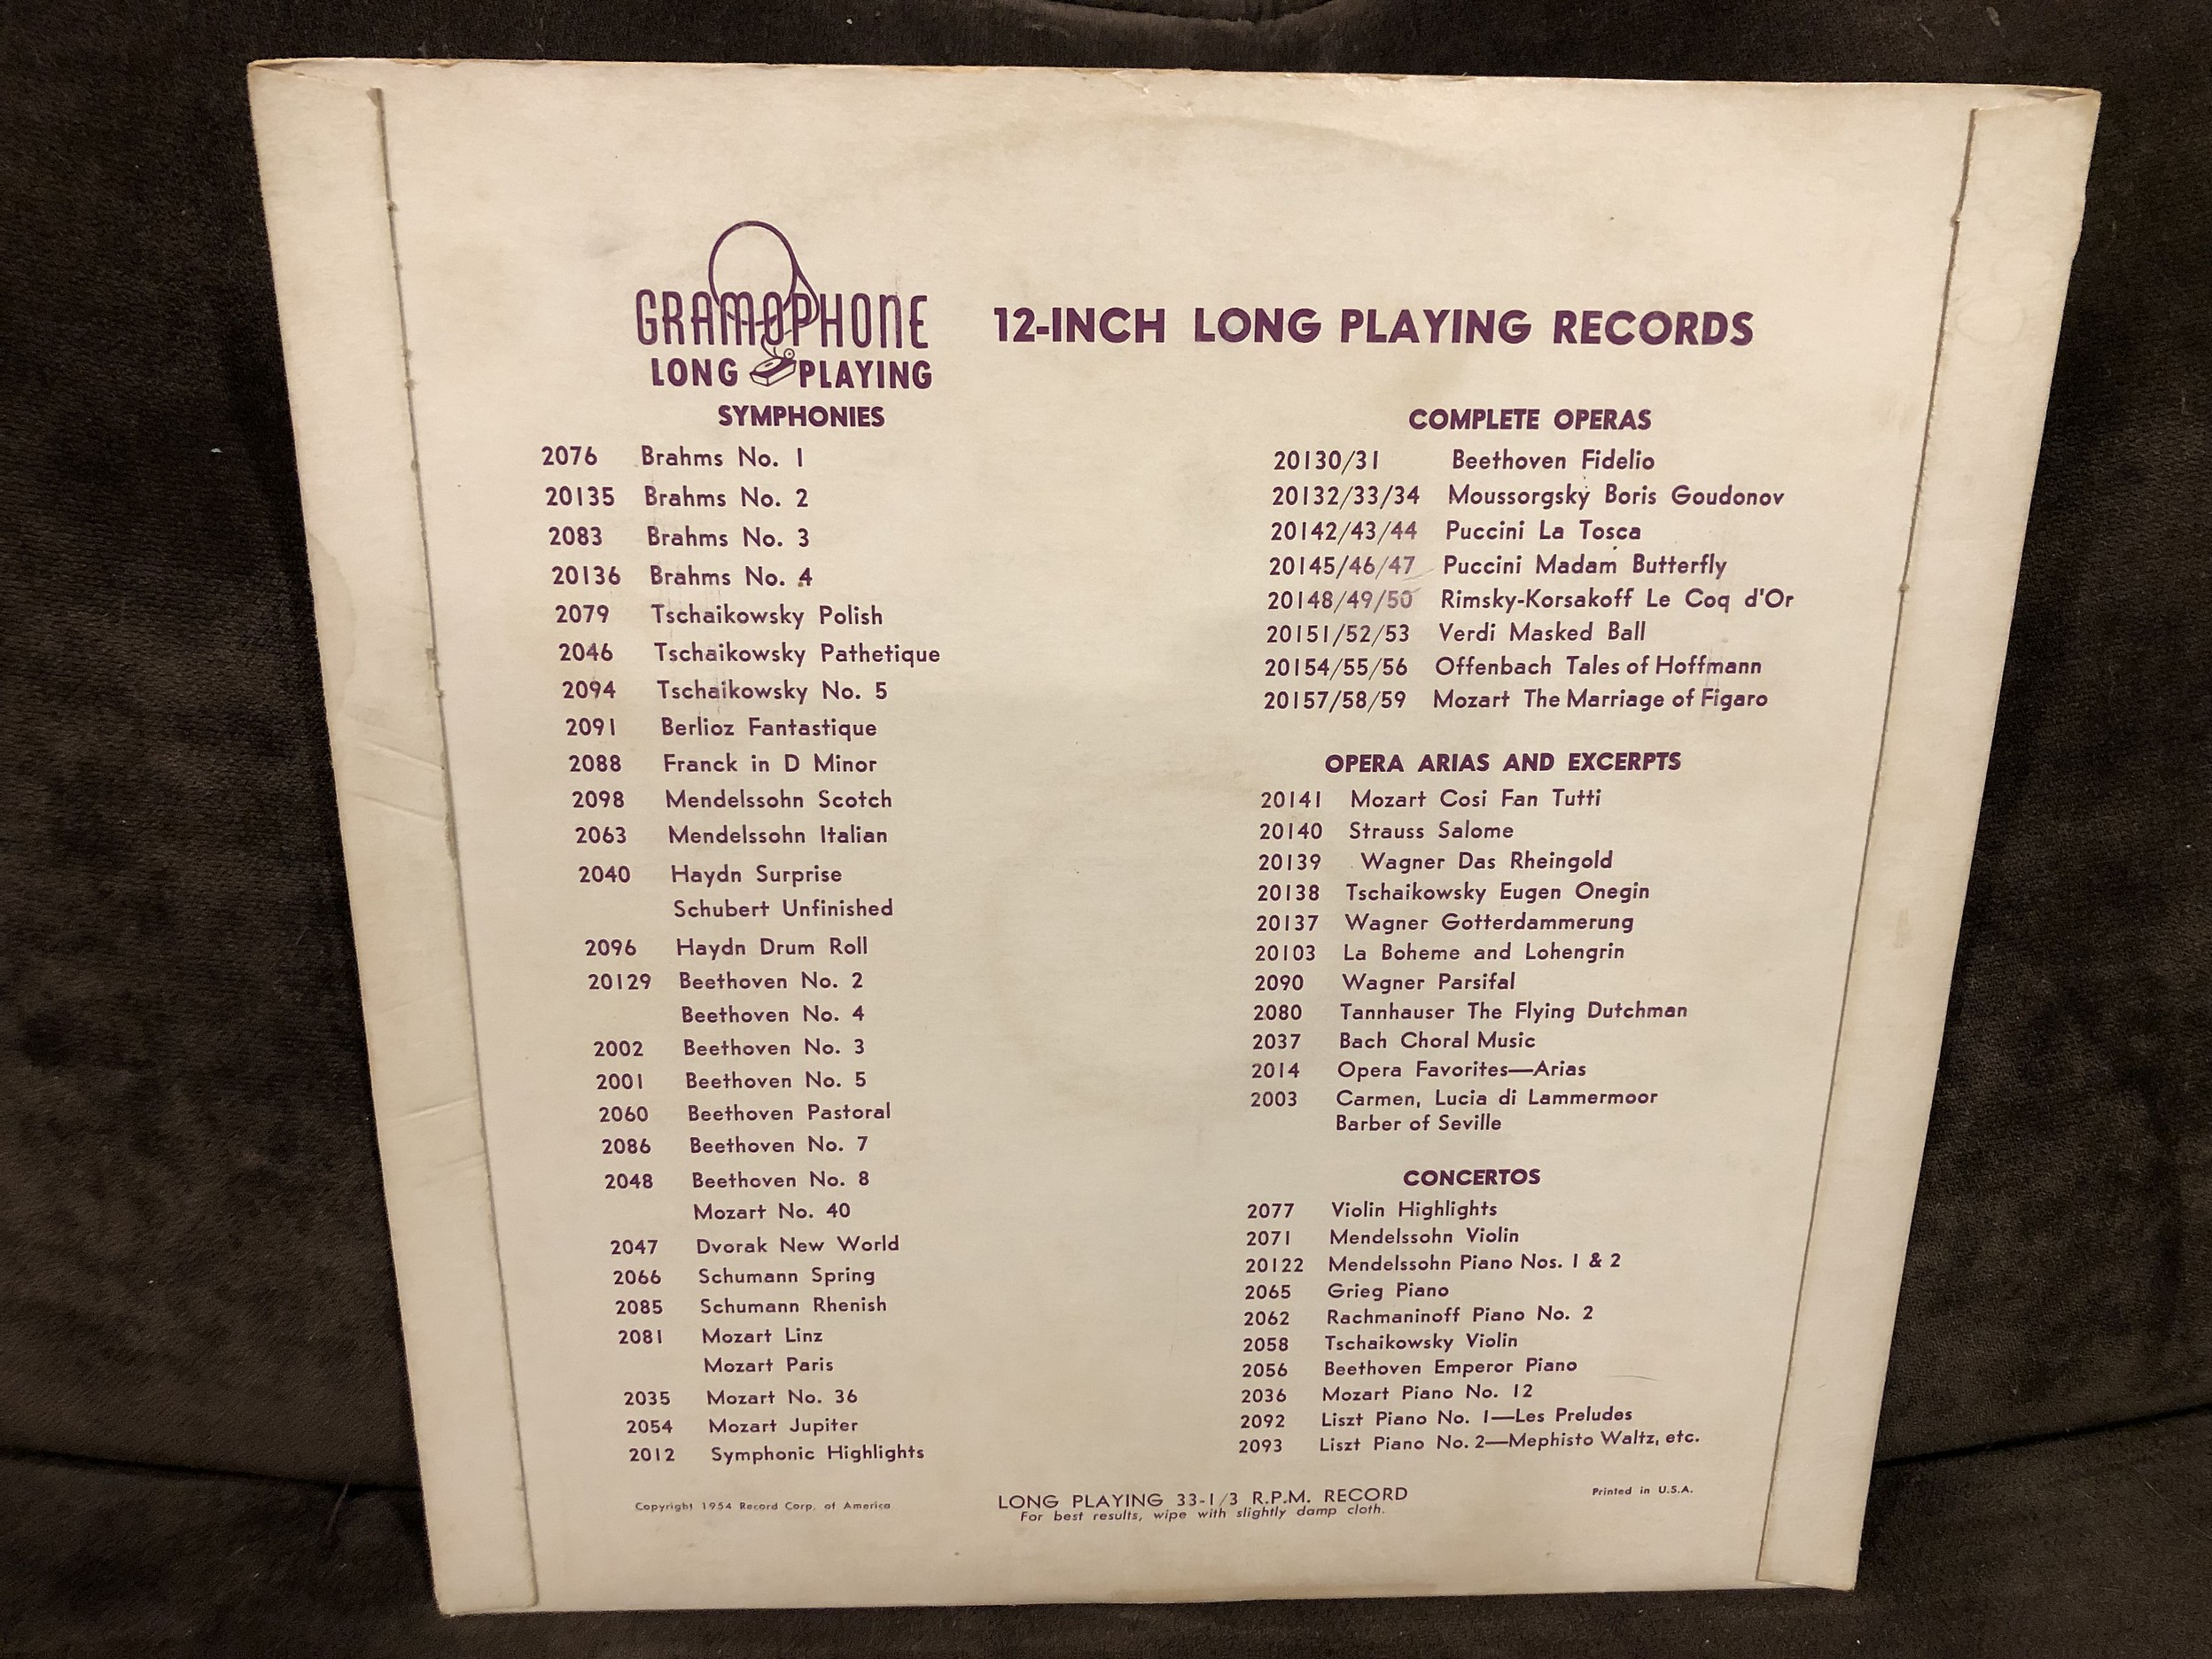 GRAMOPHONE
LONG PLAYING
12-INCH LONG PLAYING RECORDS
SYMPHONIES
2076 Brahms No. 1
20135 Brahms No. 2
2083 Brahms No. 3
20136 Brahms No. 4
2079 Tschaikowsky Polish
2046 Tschaikowsky Pathetique
2094 Tschaikowsky No. 5
2091 Berlioz Fantastique
2088 Franck in D Minor
2098 Mendelssohn Scotch
2063 Mendelssohn Italian
2040 Haydn Surprise
Schubert Unfinished
2096 Haydn Drum Roll
20129 Beethoven No. 2
Beethoven No. 4
2002 Beethoven No. 3
2001 Beethoven No. 5
2060 Beethoven Pastoral
2086 Beethoven No. 7
2048 Beethoven No. 8
Mozart No. 40
2047 Dvorak New World
2066 Schumann Spring
2085 Schumann Rhenish
2081 Mozart Linz
Mozart Paris
2035 Mozart No. 36
2054 Mozart Jupiter
2012 Symphonic Highlights
COMPLETE OPERAS
20130/31 Beethoven Fidelio
20132/33/34 Moussorgsky Boris Goudonov
20142/43/44 Puccini La Tosca
20145/46/47 Puccini Madam Butterfly
20148/49/50 Rimsky-Korsakoff Le Coq d'Or
20151/52/53 Verdi Masked Ball
20154/55/56 Offenbach Tales of Hoffmann
20157/58/59 Mozart The Marriage of Figaro
OPERA ARIAS AND EXCERPTS
20141 Mozart Cosi Fan Tutti
20140 Strauss Salome
20139 Wagner Das Rheingold
20138 Tschaikowsky Eugen Onegin
20137 Wagner Gotterdammerung
20103 La Boheme and Lohengrin
2090 Wagner Parsifal
2080 Tannhauser The Flying Dutchman
2037 Bach Choral Music
2014 Opera Favorites—Arias
2003 Carmen, Lucia di Lammermoor
Barber of Seville
CONCERTOS
2077 Violin Highlights
2071 Mendelssohn Violin
20122 Mendelssohn Piano Nos. 1 & 2
2065 Grieg Piano
2062 Rachmaninoff Piano No. 2
2058 Tschaikowsky Violin
2056 Beethoven Emperor Piano
2036 Mozart Piano No. 12
2092 Liszt Piano No. 1—Les Preludes
2093 Liszt Piano No. 2—Mephisto Waltz, etc.
Copyright 1954 Record Corp. of America
LONG PLAYING 33-1/3 R.P.M. RECORD
For best results, wipe with slightly damp cloth.
Printed in U.S.A.